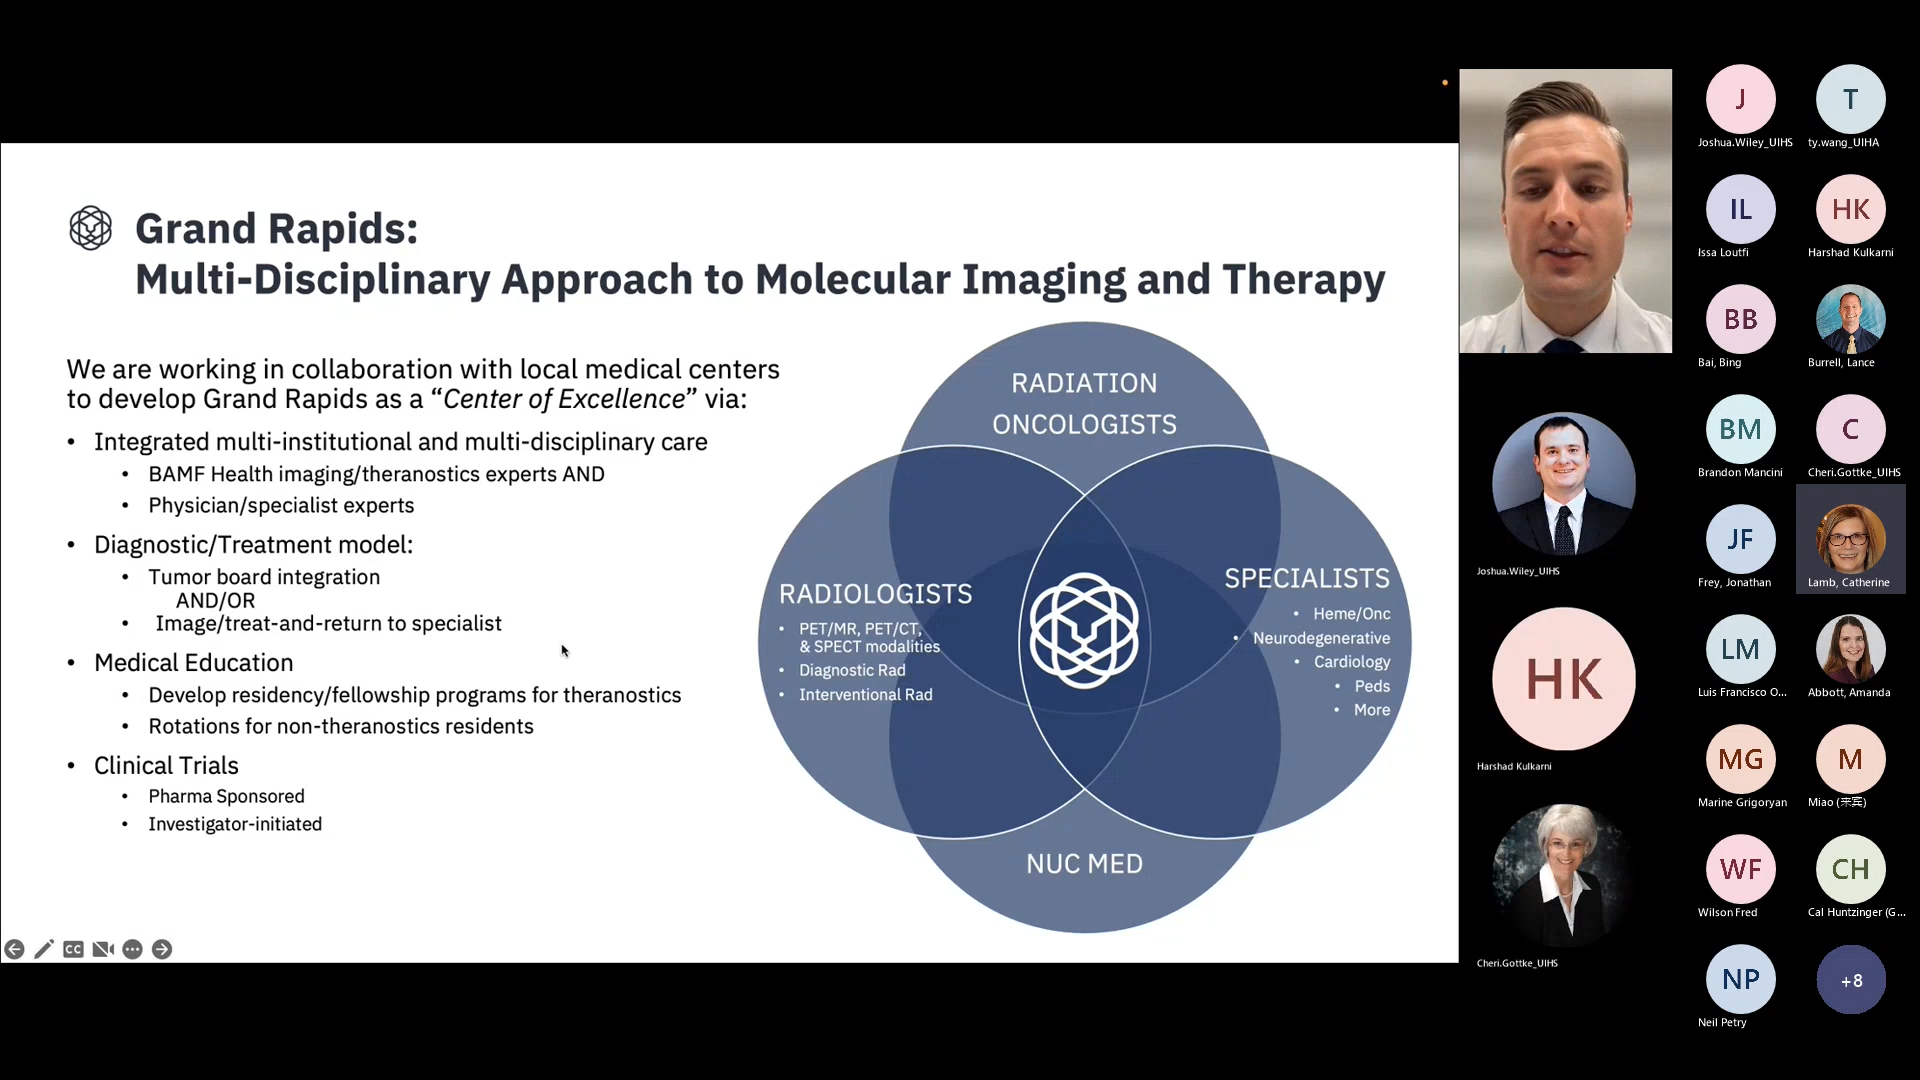 Grand Rapids:
Multi-Disciplinary Approach to Molecular Imaging and Therapy
We are working in collaboration with local medical centers
to develop Grand Rapids as a “Center of Excellence” via:
• Integrated multi-institutional and multi-disciplinary care
• BAMF Health imaging/theranostics experts AND
• Physician/specialist experts
• Diagnostic/Treatment model:
• Tumor board integration
AND/OR
• Image/treat-and-return to specialist
• Medical Education
• Develop residency/fellowship programs for theranostics
• Rotations for non-theranostics residents
• Clinical Trials
• Pharma Sponsored
• Investigator-initiated
RADIATION
ONCOLOGISTS
RADIOLOGISTS
• PET/MR, PET/CT,
& SPECT modalities
• Diagnostic Rad
• Interventional Rad
SPECIALISTS
• Heme/Onc
• Neurodegenerative
• Cardiology
• Peds
• More
NUC MED
CC
Joshua.Wiley_UIHS
HK
Harshad Kulkarni
Cheri.Gottke_UIHS
J
Joshua.Wiley_UIHS
T
ty.wang_UIHA
IL
Issa Loutfi
HK
Harshad Kulkarni
BB
Bai, Bing
Burrell, Lance
BM
Brandon Mancini
C
Cheri.Gottke_UIHS
JF
Frey, Jonathan
Lamb, Catherine
LM
Luis Francisco O...
Abbott, Amanda
MG
Marine Grigoryan
M
Miao (来宾)
WF
Wilson Fred
CH
Cal Huntzinger (G...
NP
Neil Petry
+8